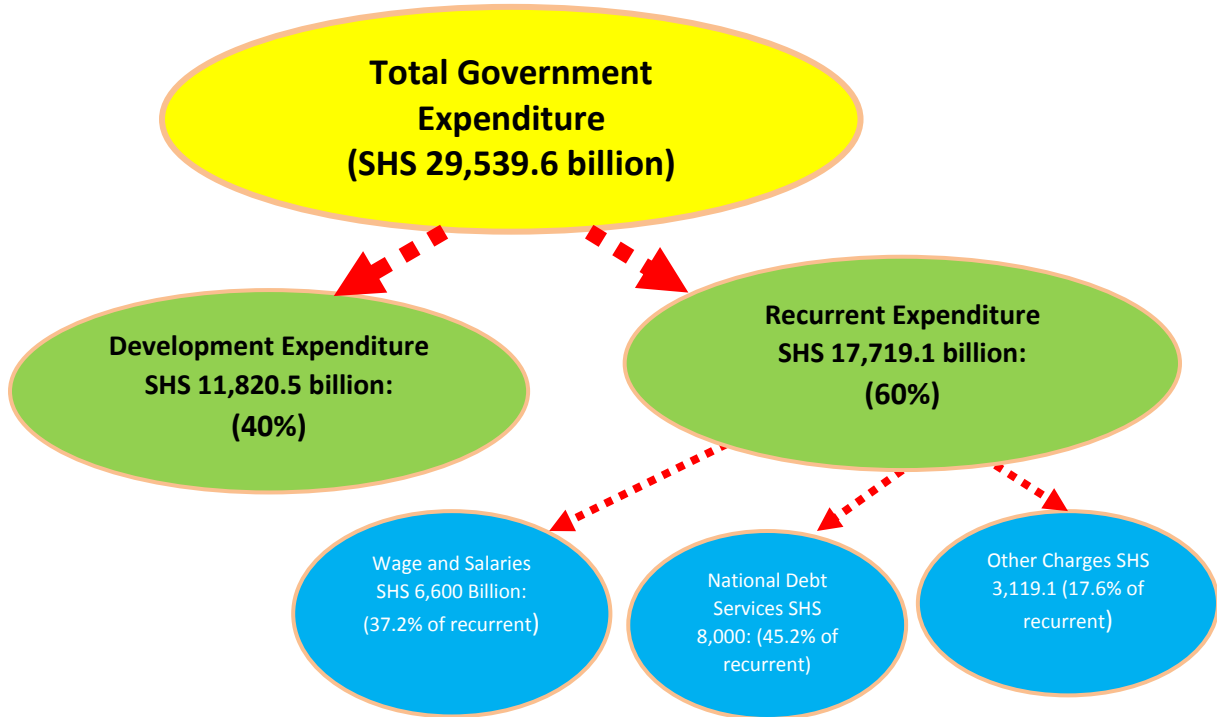 Total Government
Expenditure
(SHS 29,539.6 billion)
Development Expenditure
SHS 11,820.5 billion:
(40%)
Recurrent Expenditure
SHS 17,719.1 billion:
(60%)
Wage and Salaries
SHS 6,600 Billion:
(37.2% of recurrent)
National Debt
Services SHS
8,000: (45.2% of
recurrent)
Other Charges SHS
3,119.1 (17.6% of
recurrent)